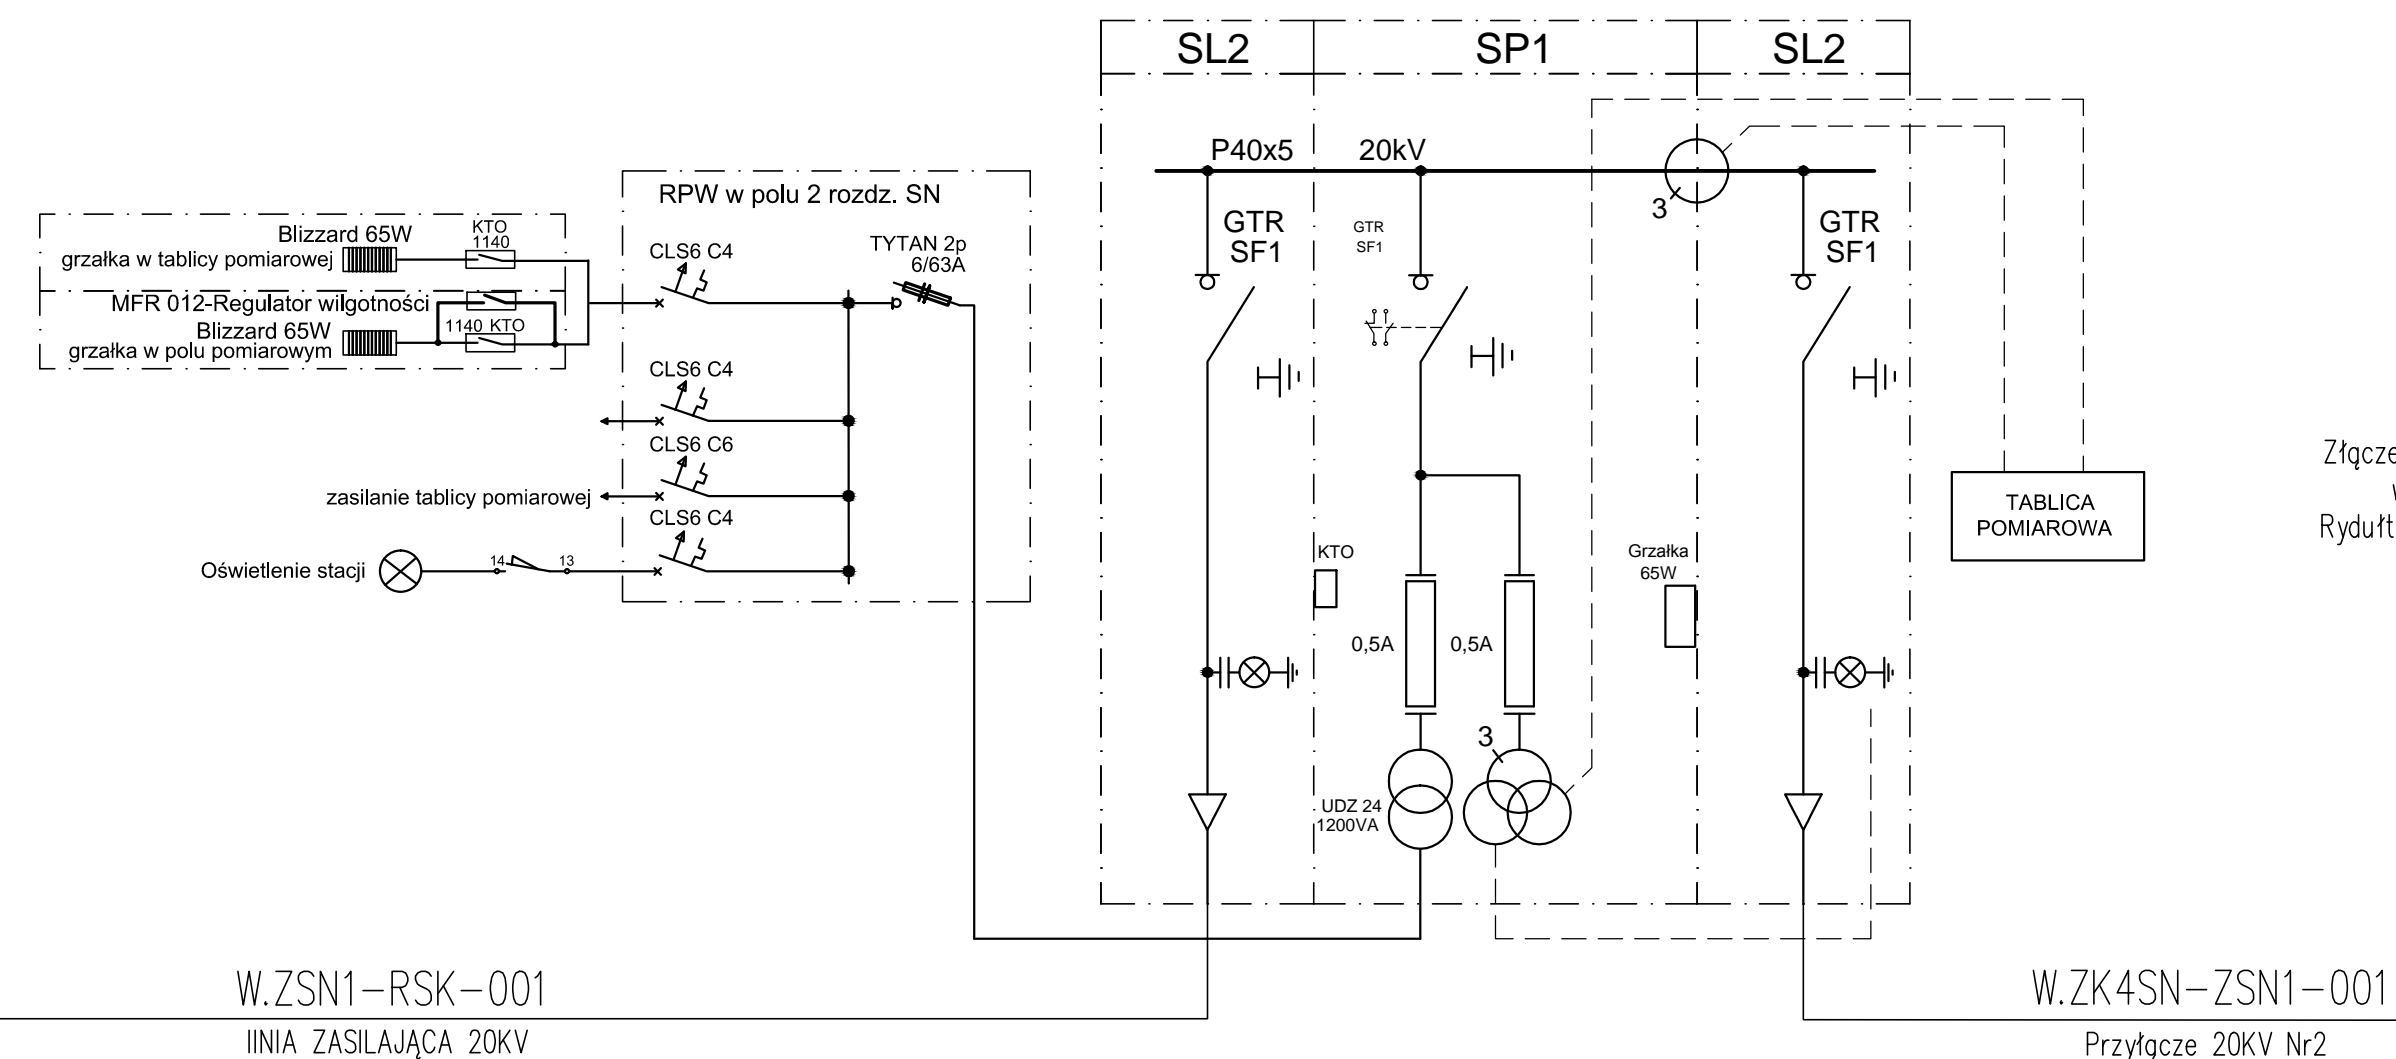 SL2
SP1
SL2
P40x5
20kV
3
RPW w polu 2 rozdz. SN
Blizzard 65W
KTO
1140
grzałka w tablicy pomiarowej
MFR 012-Regulator wilgotności
Blizzard 65W
1140 KTO
grzałka w polu pomiarowym
CLS6 C4
TYTAN 2p
6/63A
CLS6 C4
CLS6 C6
zasilanie tablicy pomiarowej
CLS6 C4
Oświetlenie stacji
14
13
GTR
SF1
GTR
SF1
GTR
SF1
KTO
Grzałka
65W
0,5A
0,5A
3
UDZ 24
1200VA
TABLICA
POMIAROWA
Złącze
w
Rydułt
W.ZSN1-RSK-001
lINIA ZASILAJĄCA 20KV
W.ZK4SN-ZSN1-001
Przyłącze 20KV Nr2